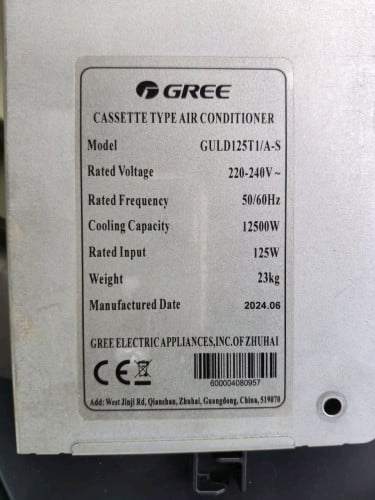 GREE
CASSETTE TYPE AIR CONDITIONER
Model GULD125T1/A-S
Rated Voltage 220-240V~
Rated Frequency 50/60Hz
Cooling Capacity 12500W
Rated Input 125W
Weight 23kg
Manufactured Date 2024.06
GREE ELECTRIC APPLIANCES,INC.OF ZHUHAI
CE
600004080957
Add: West Jinji Rd, Qianshan, Zhuhai, Guangdong, China, 519070